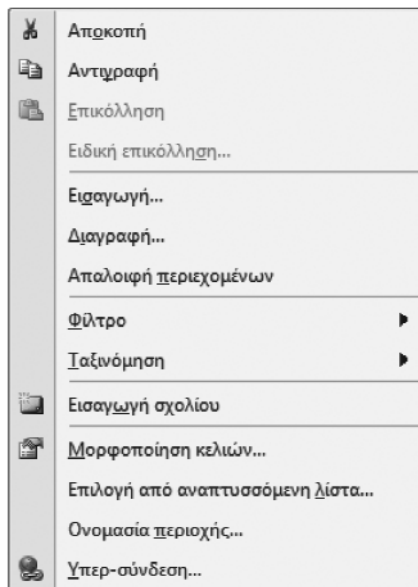 Αποκοπή
Αντιγραφή
Επικόλληση
Ειδική επικόλληση...
Εισαγωγή...
Διαγραφή...
Απαλοιφή περιεχομένων
Φίλτρο
Ταξινόμηση
Εισαγωγή σχολίου
Μορφοποίηση κελιών...
Επιλογή από αναπτυσσόμενη λίστα...
Ονομασία περιοχής...
Υπερ-σύνδεση...